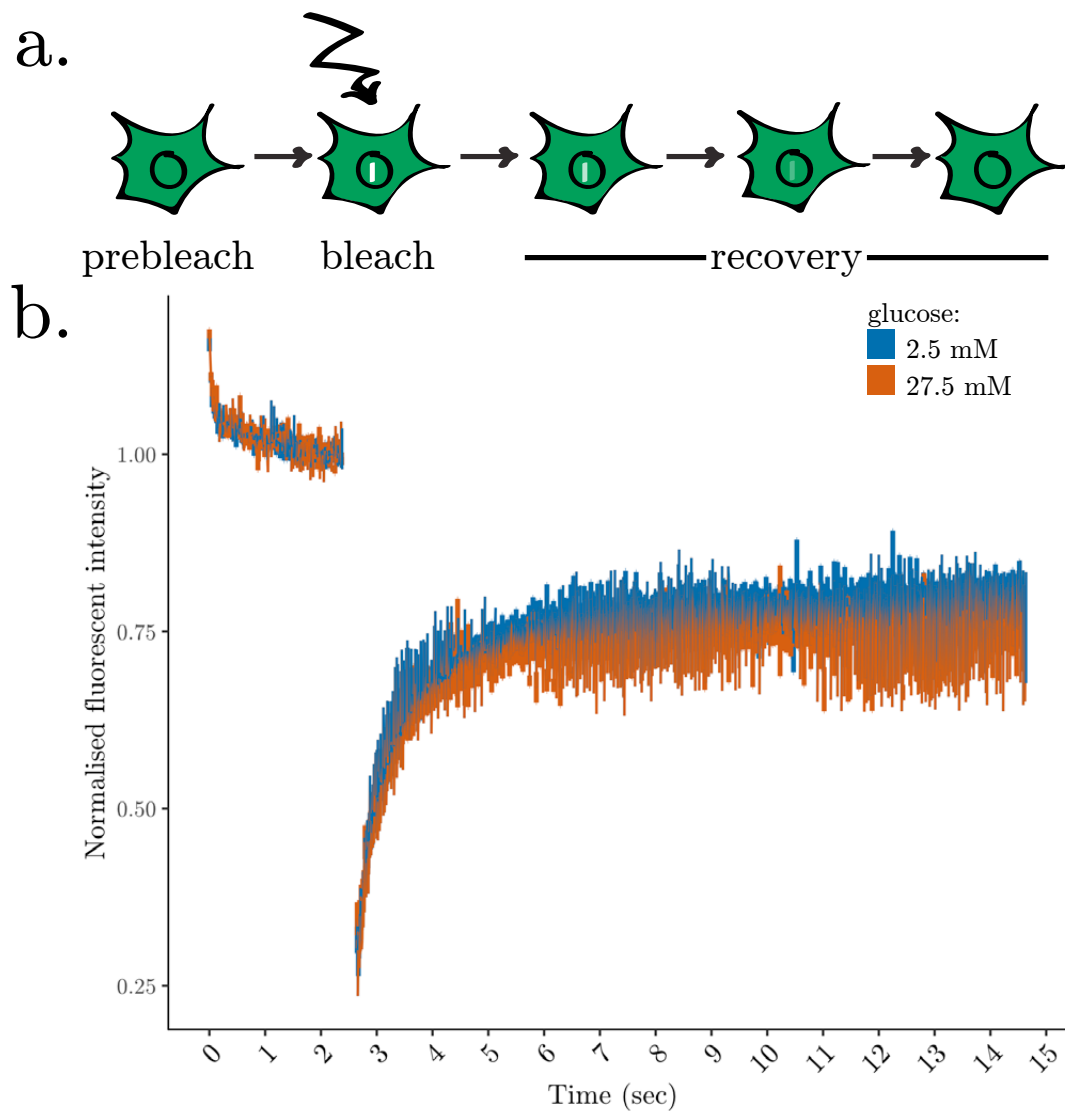 a.
prebleach bleach recovery
b.
glucose:
2.5 mM
27.5 mM
1.00
0.75
0.50
0.25
Normalised fluorescent intensity
0 1 2 3 4 5 6 7 8 9 10 11 12 13 14 15
Time (sec)